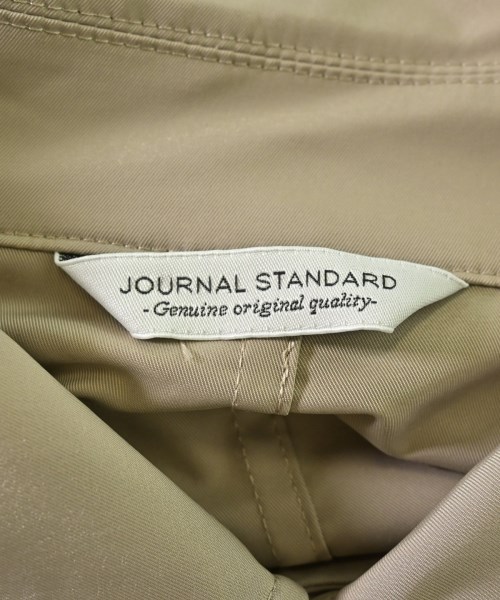 JOURNAL STANDARD
-Genuine original quality-